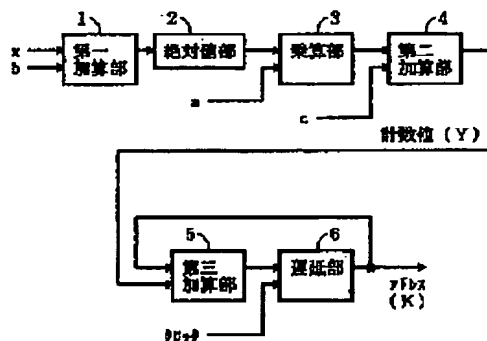 1
2
3
4
x
b
第一
加算部
絶対値部
乗算部
第二
加算部
a
c
計数値 (Y)
5
6
第三
加算部
遅延部
ｱﾄﾞﾚｽ
(K)
ｸﾛｯｸ